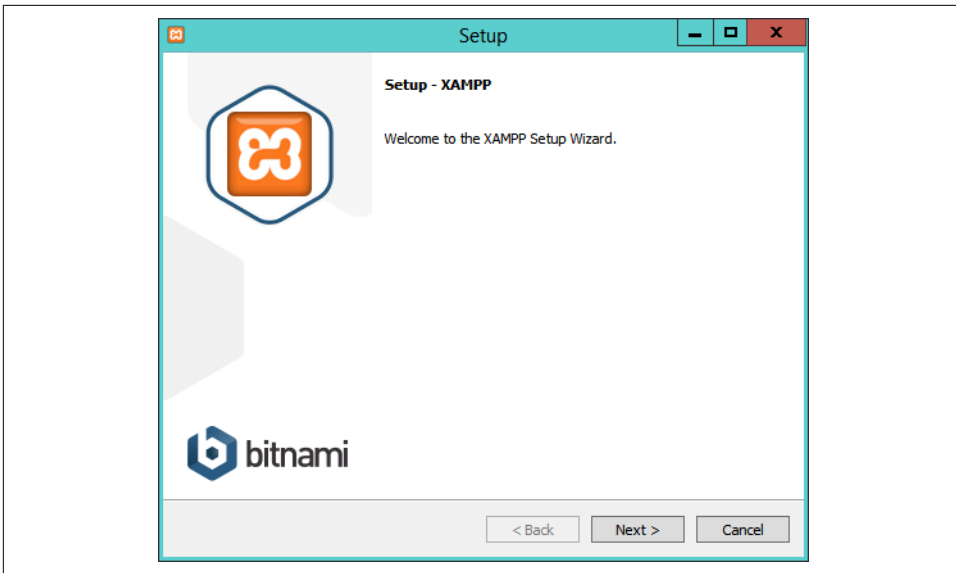 Setup
Setup - XAMPP
Welcome to the XAMPP Setup Wizard.
bitnami
< Back Next > Cancel